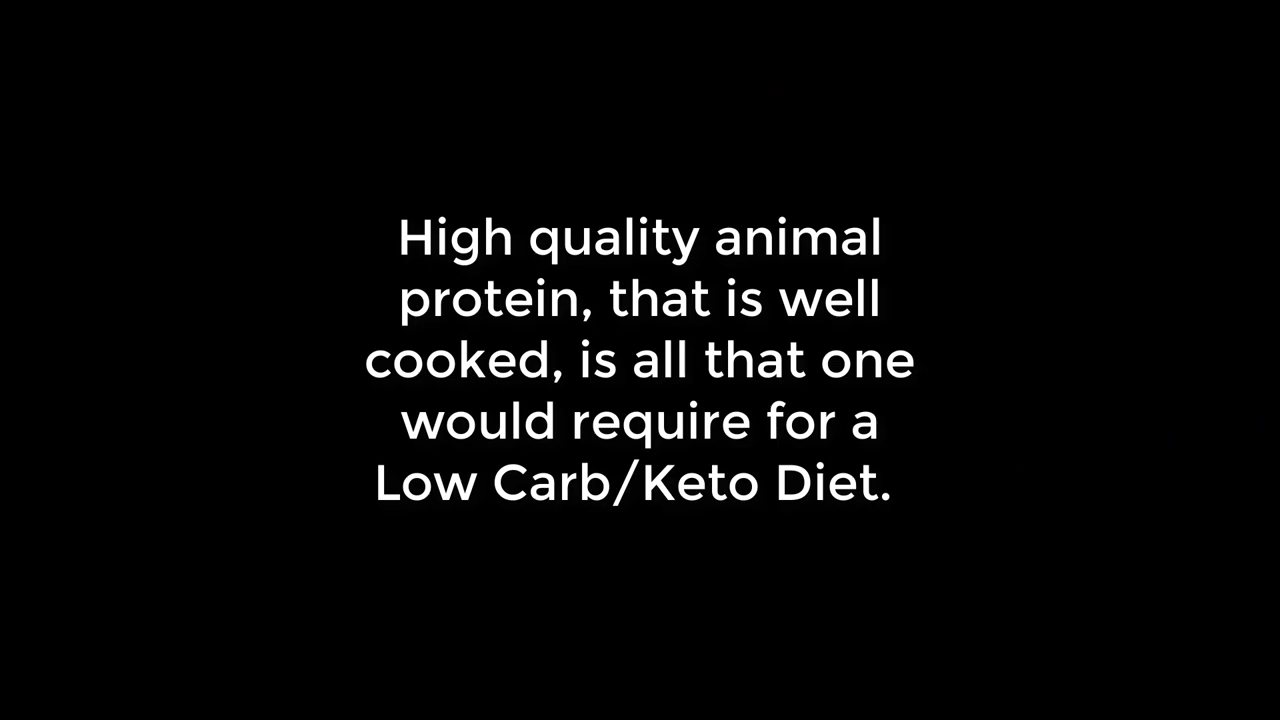 High quality animal
protein, that is well
cooked, is all that one
would require for a
Low Carb/Keto Diet.